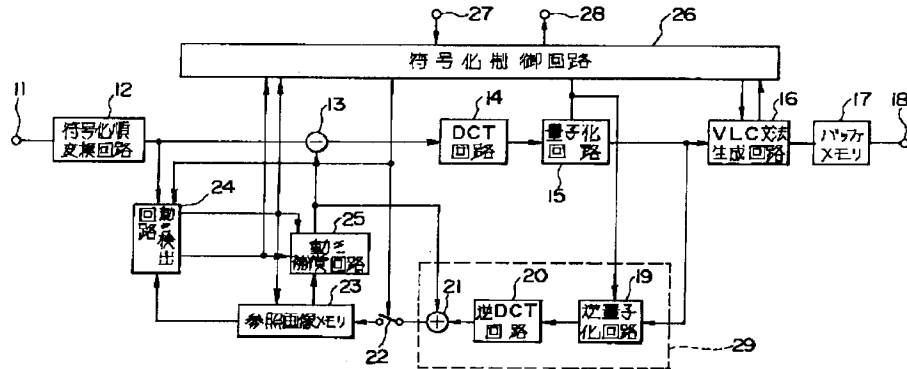 27
28
26
符号化制御回路
11
12
符号化順
変換回路
13
−
14
DCT
回路
量子化
回路
15
16
VLC文法
生成回路
17
バッファ
メモリ
18
24
動き検出
回路
25
動き
補償回路
23
参照画像メモリ
22
21
+
20
逆DCT
回路
19
逆量子
化回路
29